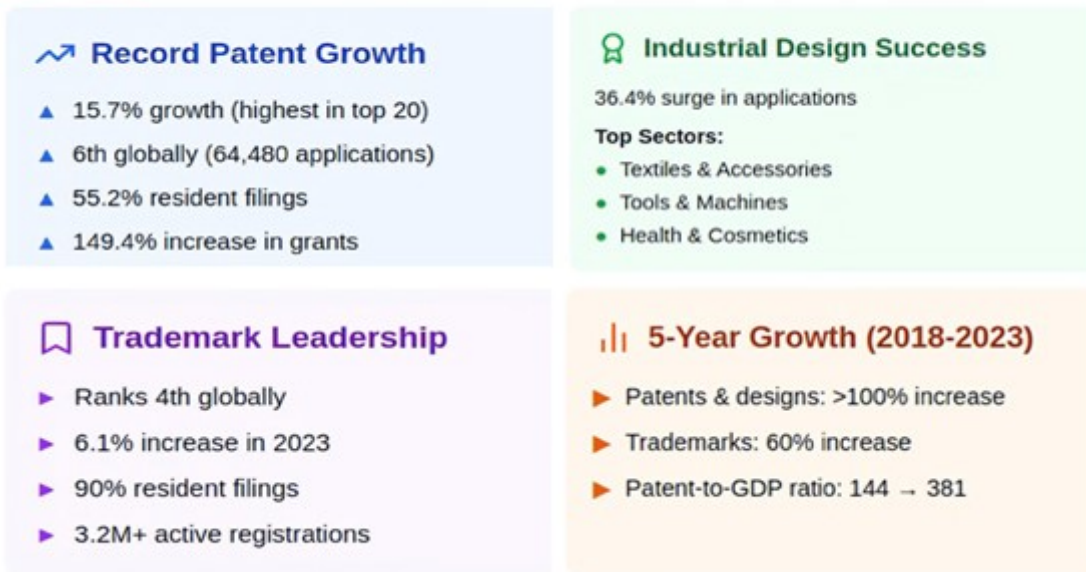 Record Patent Growth
▲ 15.7% growth (highest in top 20)
▲ 6th globally (64,480 applications)
▲ 55.2% resident filings
▲ 149.4% increase in grants
Industrial Design Success
36.4% surge in applications
Top Sectors:
• Textiles & Accessories
• Tools & Machines
• Health & Cosmetics
Trademark Leadership
► Ranks 4th globally
► 6.1% increase in 2023
► 90% resident filings
► 3.2M+ active registrations
5-Year Growth (2018-2023)
► Patents & designs: >100% increase
► Trademarks: 60% increase
► Patent-to-GDP ratio: 144 → 381